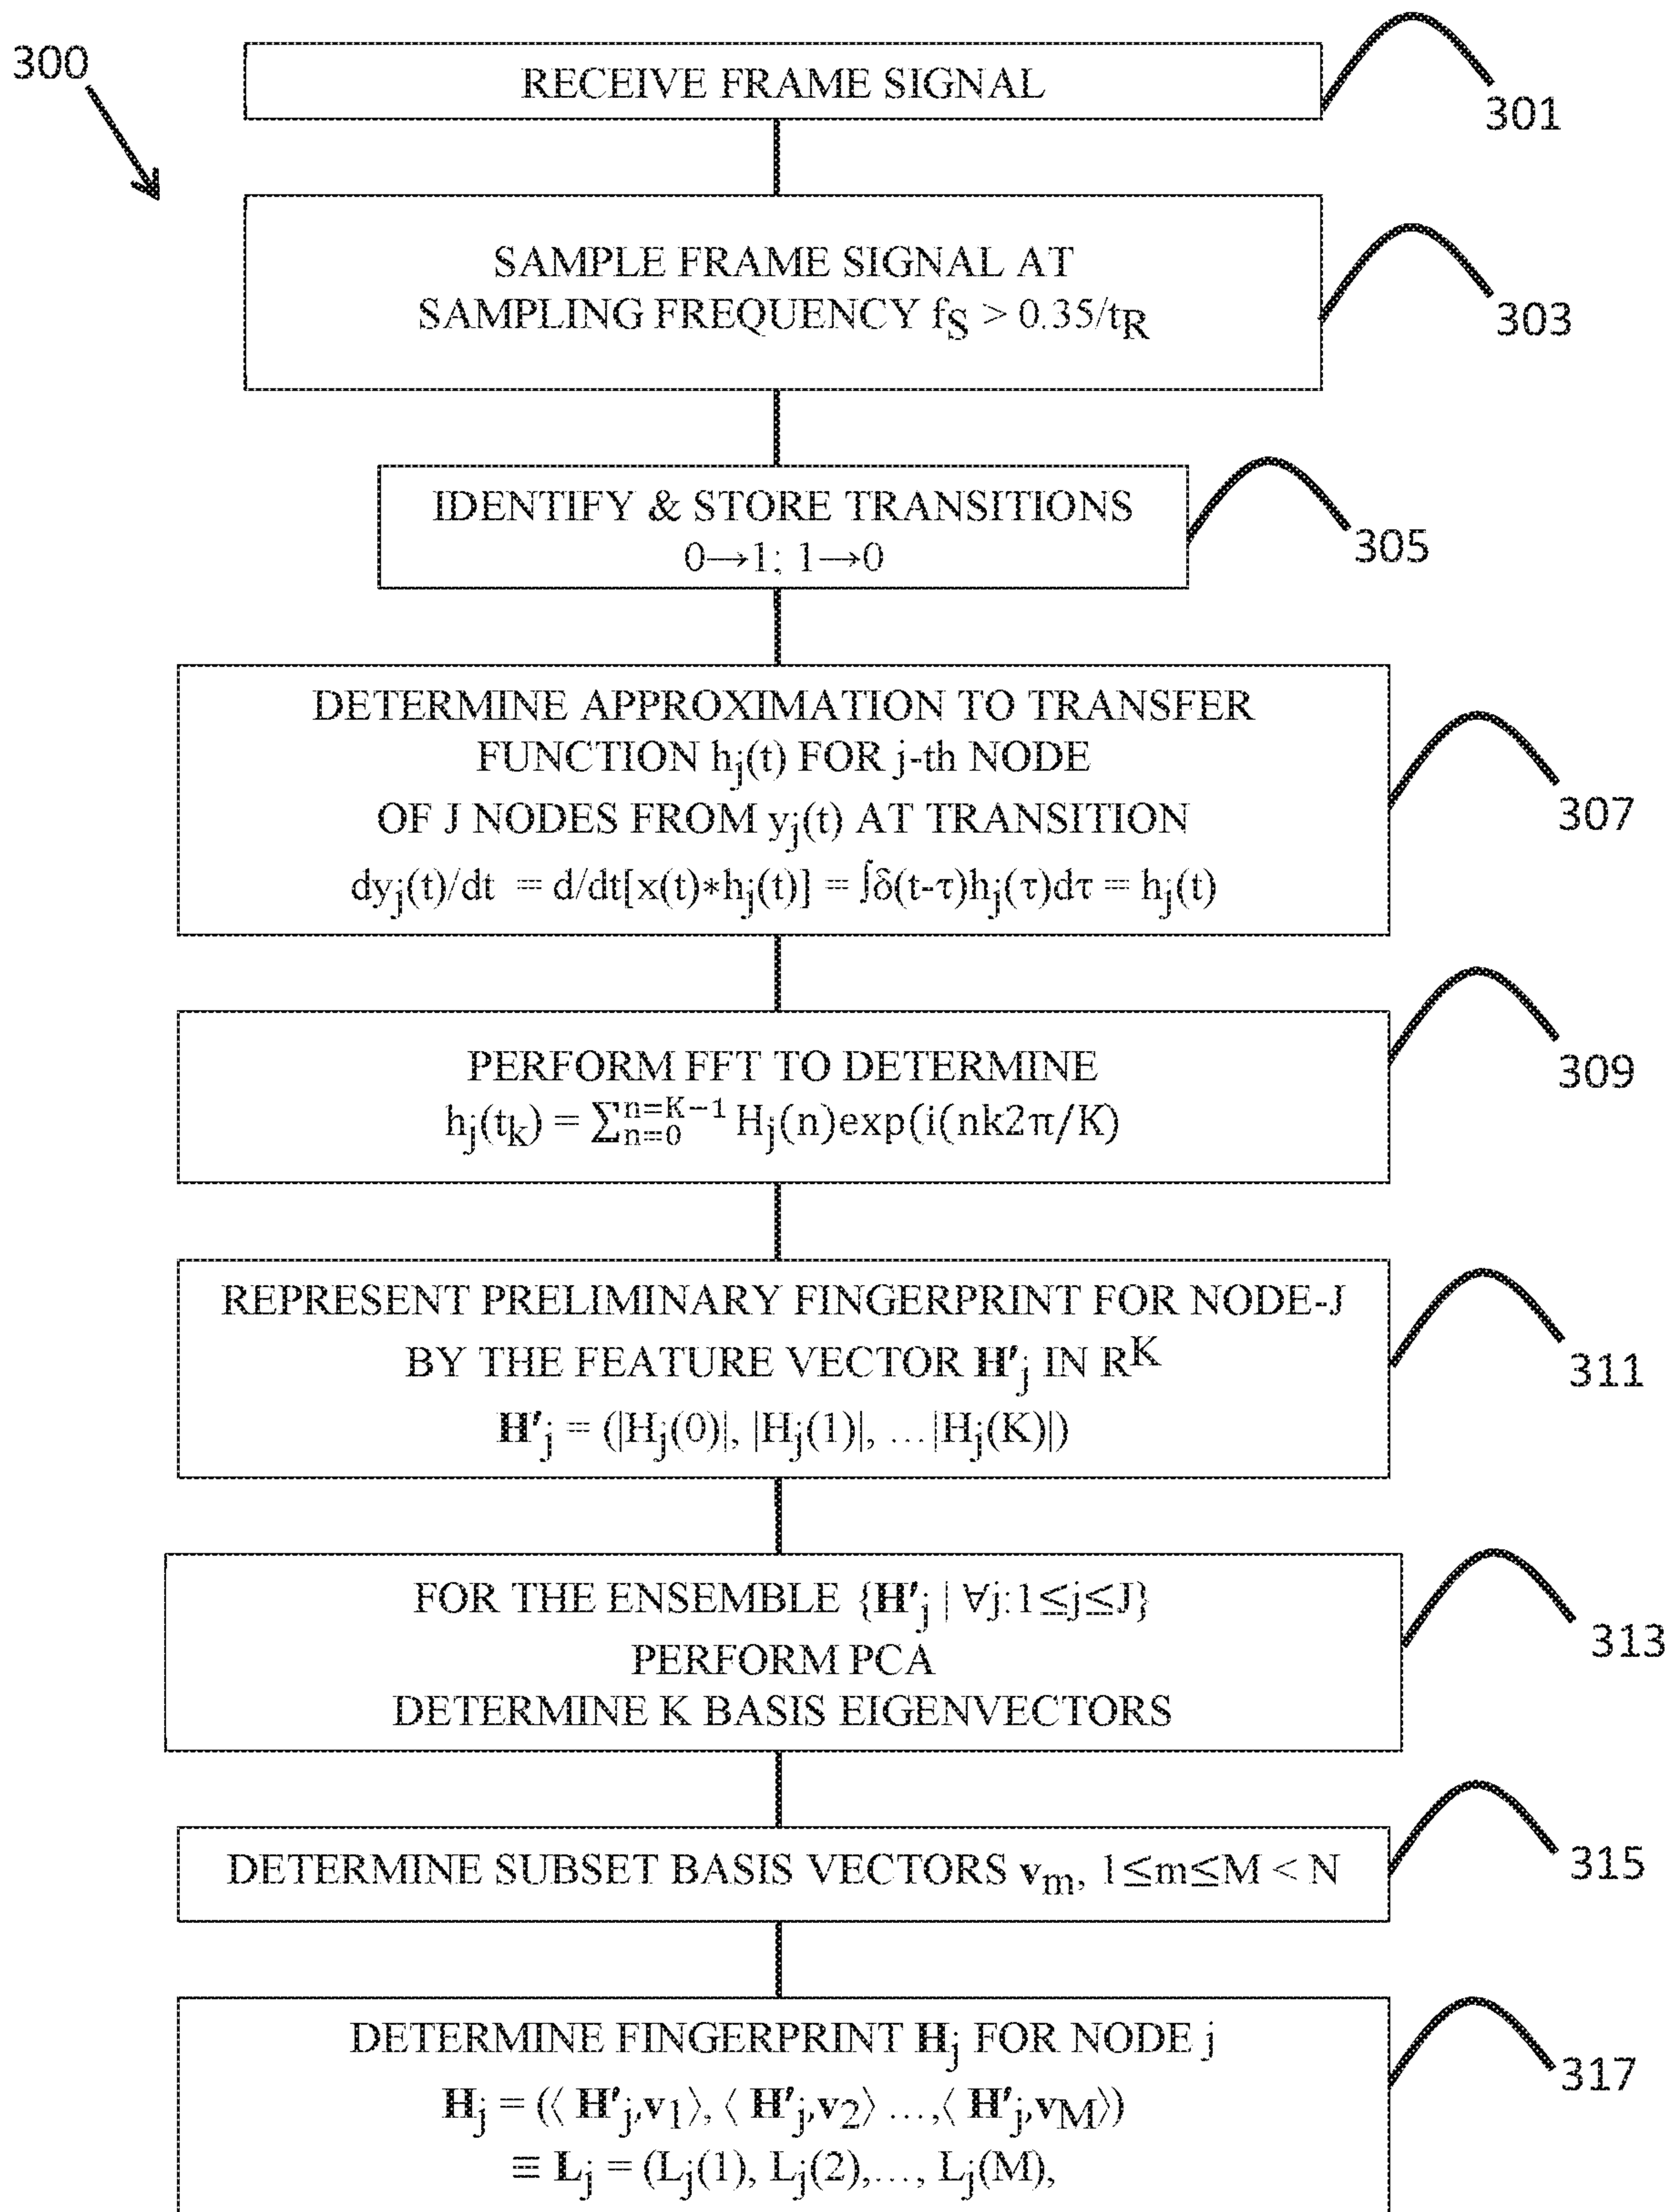 300
RECEIVE FRAME SIGNAL
301
SAMPLE FRAME SIGNAL AT
SAMPLING FREQUENCY fS > 0.35/tR
303
IDENTIFY & STORE TRANSITIONS
0→1; 1→0
305
DETERMINE APPROXIMATION TO TRANSFER
FUNCTION hj(t) FOR j-th NODE
OF J NODES FROM yj(t) AT TRANSITION
dyj(t)/dt = d/dt[x(t)*hj(t)] = ∫δ(t-τ)hj(τ)dτ = hj(t)
307
PERFORM FFT TO DETERMINE
hj(tk) = ∑n=0n=K−1 Hj(n)exp(i(nk2π/K)
309
REPRESENT PRELIMINARY FINGERPRINT FOR NODE-J
BY THE FEATURE VECTOR H'j IN RK
H'j = (|Hj(0)|, |Hj(1)|, ...|Hj(K)|)
311
FOR THE ENSEMBLE {H'j | ∀j:1≤j≤J}
PERFORM PCA
DETERMINE K BASIS EIGENVECTORS
313
DETERMINE SUBSET BASIS VECTORS vm, 1≤m≤M < N
315
DETERMINE FINGERPRINT Hj FOR NODE j
Hj = (⟨ H'j,v1⟩, ⟨ H'j,v2⟩ ...,⟨ H'j,vM⟩)
≡ Lj = (Lj(1), Lj(2),..., Lj(M),
317